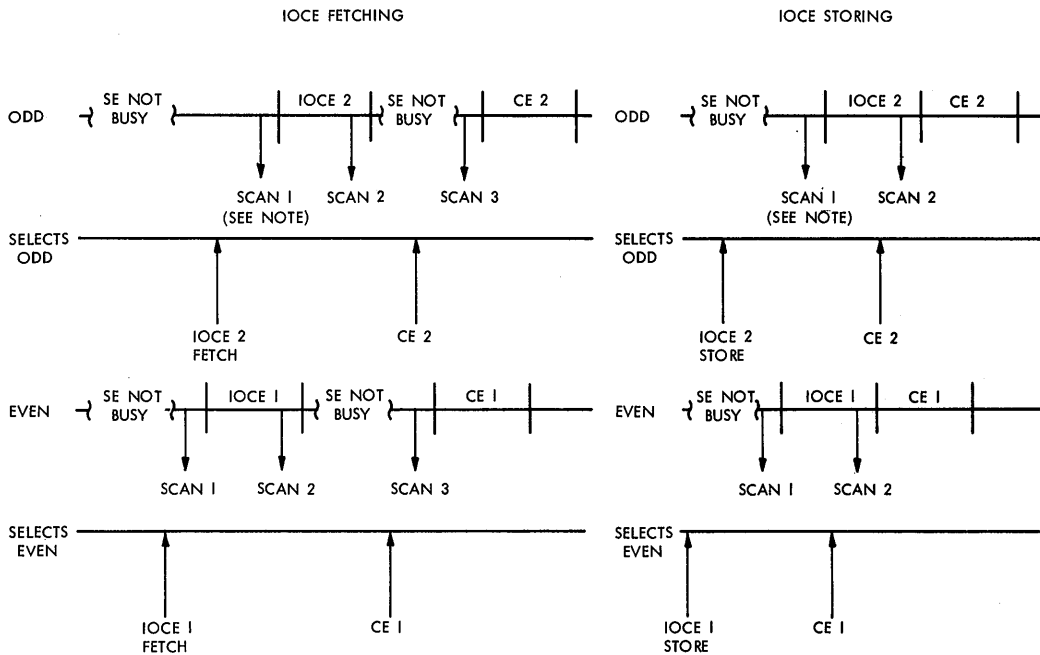 IOCE FETCHING
IOCE STORING
SE NOT
BUSY
IOCE 2
SE NOT
BUSY
CE 2
ODD
SCAN 1
(SEE NOTE)
SCAN 2
SCAN 3
SELECTS
ODD
IOCE 2
FETCH
CE 2
SE NOT
BUSY
IOCE 1
SE NOT
BUSY
CE 1
EVEN
SCAN 1
SCAN 2
SCAN 3
SELECTS
EVEN
IOCE 1
FETCH
CE 1
SE NOT
BUSY
IOCE 2
CE 2
ODD
SCAN 1
(SEE NOTE)
SCAN 2
SELECTS
ODD
IOCE 2
STORE
CE 2
SE NOT
BUSY
IOCE 1
CE 1
EVEN
SCAN 1
SCAN 2
SELECTS
EVEN
IOCE 1
STORE
CE 1